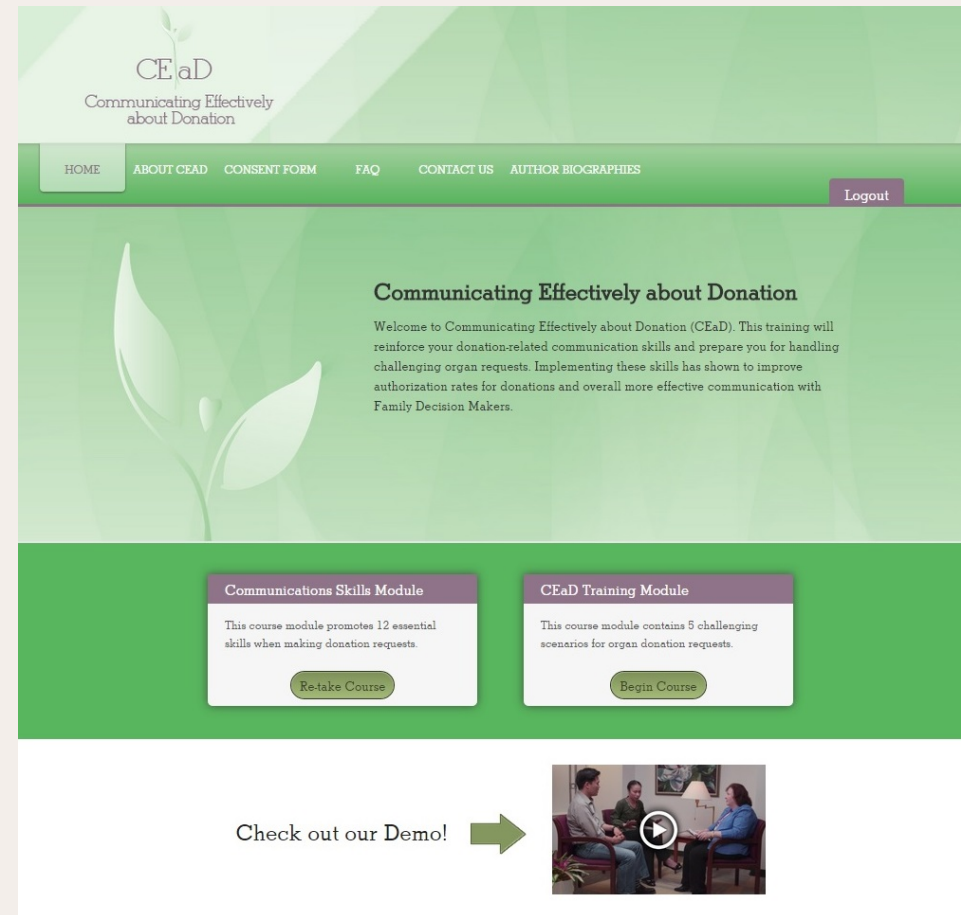 CEaD
Communicating Effectively
about Donation
HOME ABOUT CEAD CONSENT FORM FAQ CONTACT US AUTHOR BIOGRAPHIES
Logout
Communicating Effectively about Donation
Welcome to Communicating Effectively about Donation (CEaD). This training will
reinforce your donation-related communication skills and prepare you for handling
challenging organ requests. Implementing these skills has shown to improve
authorization rates for donations and overall more effective communication with
Family Decision Makers.
Communications Skills Module
This course module promotes 12 essential
skills when making donation requests.
Re-take Course
CEaD Training Module
This course module contains 5 challenging
scenarios for organ donation requests.
Begin Course
Check out our Demo!